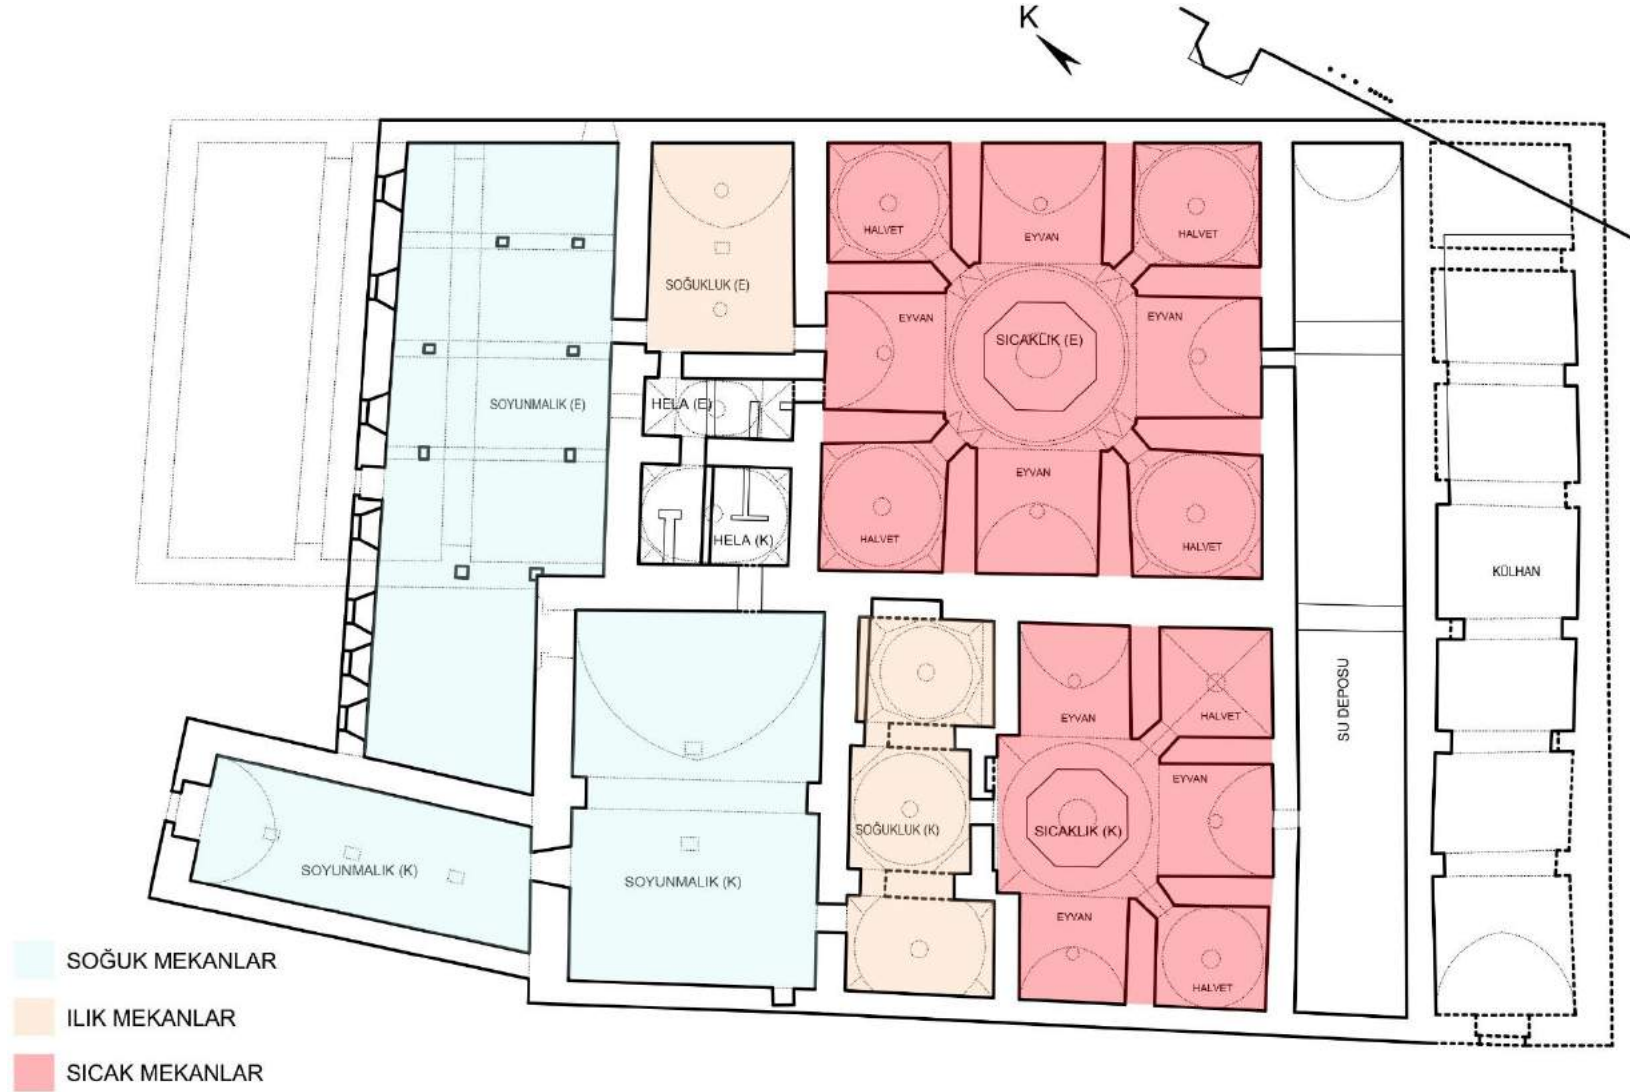 K
HALVET
EYVAN
HALVET
SOĞUKLUK (E)
EYVAN
SICAKLIK (E)
EYVAN
SOYUNMALIK (E)
HELA (E)
EYVAN
HALVET
HELA (K)
HALVET
KÜLHAN
SU DEPOSU
EYVAN
HALVET
EYVAN
SOĞUKLUK (K)
SICAKLIK (K)
SOYUNMALIK (K)
SOYUNMALIK (K)
EYVAN
HALVET
SOĞUK MEKANLAR
ILIK MEKANLAR
SICAK MEKANLAR